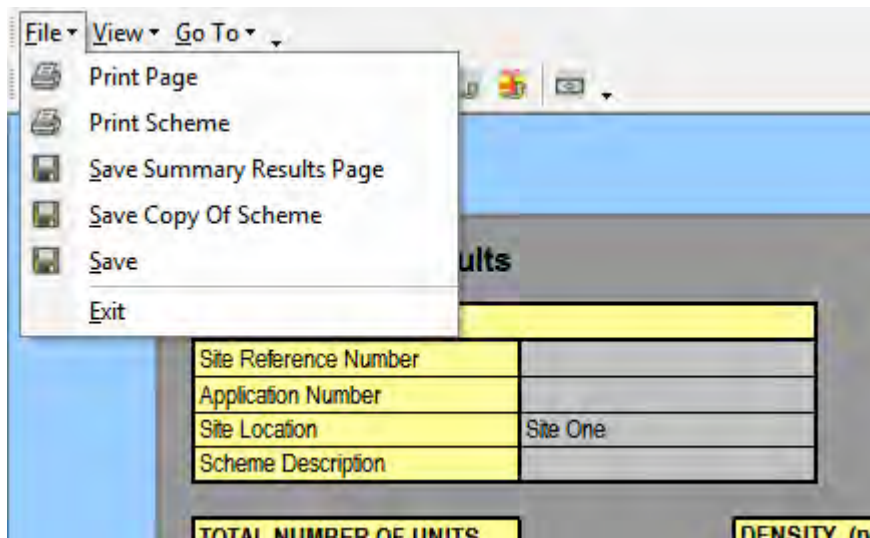 File View Go To
Print Page
Print Scheme
Save Summary Results Page
Save Copy Of Scheme
Save
Exit
Site Reference Number
Application Number
Site Location Site One
Scheme Description
TOTAL NUMBER OF UNITS DENSITY